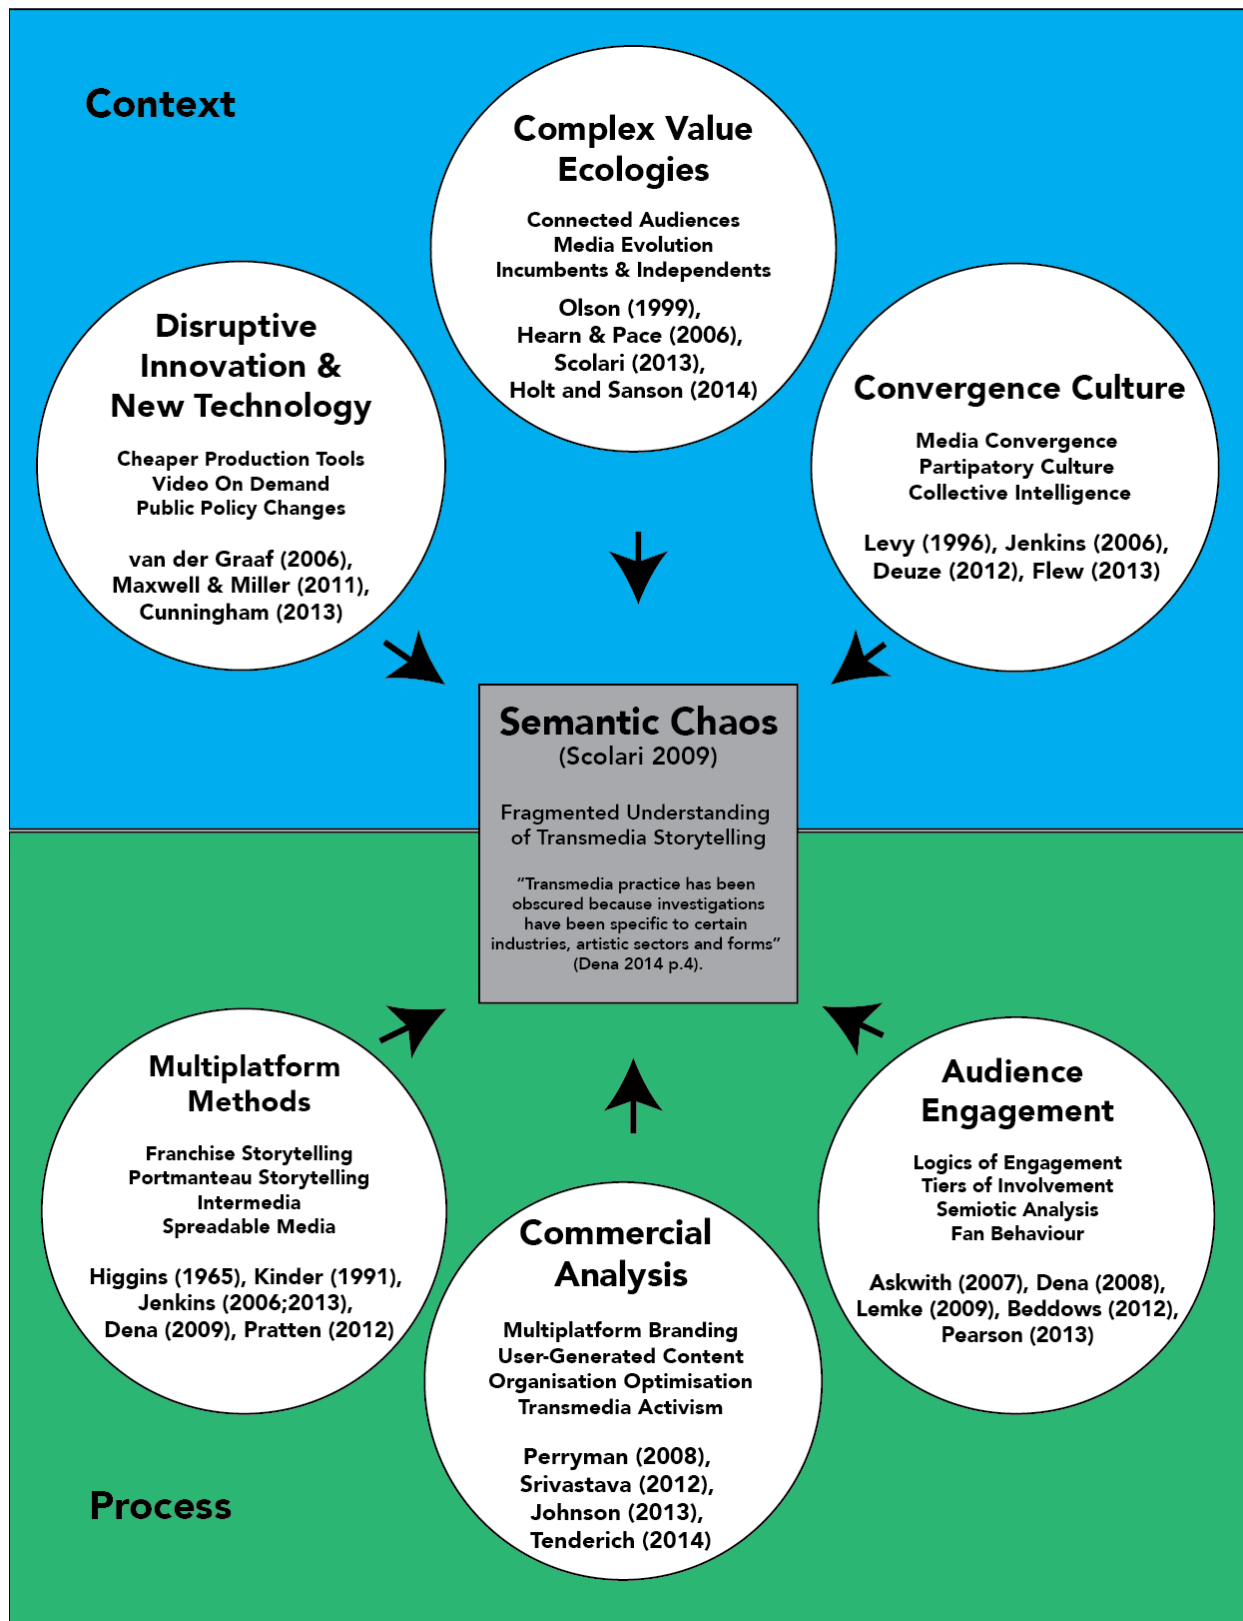 Context
Complex Value
Ecologies
Connected Audiences
Media Evolution
Incumbents & Independents
Olson (1999),
Hearn & Pace (2006),
Scolari (2013),
Holt and Sanson (2014)
Disruptive
Innovation &
New Technology
Cheaper Production Tools
Video On Demand
Public Policy Changes
van der Graaf (2006),
Maxwell & Miller (2011),
Cunningham (2013)
Convergence Culture
Media Convergence
Partipatory Culture
Collective Intelligence
Levy (1996), Jenkins (2006),
Deuze (2012), Flew (2013)
Semantic Chaos
(Scolari 2009)
Fragmented Understanding
of Transmedia Storytelling
“Transmedia practice has been
obscured because investigations
have been specific to certain
industries, artistic sectors and forms”
(Dena 2014 p.4).
Multiplatform
Methods
Franchise Storytelling
Portmanteau Storytelling
Intermedia
Spreadable Media
Higgins (1965), Kinder (1991),
Jenkins (2006;2013),
Dena (2009), Pratten (2012)
Commercial
Analysis
Multiplatform Branding
User-Generated Content
Organisation Optimisation
Transmedia Activism
Perryman (2008),
Srivastava (2012),
Johnson (2013),
Tenderich (2014)
Audience
Engagement
Logics of Engagement
Tiers of Involvement
Semiotic Analysis
Fan Behaviour
Askwith (2007), Dena (2008),
Lemke (2009), Beddows (2012),
Pearson (2013)
Process